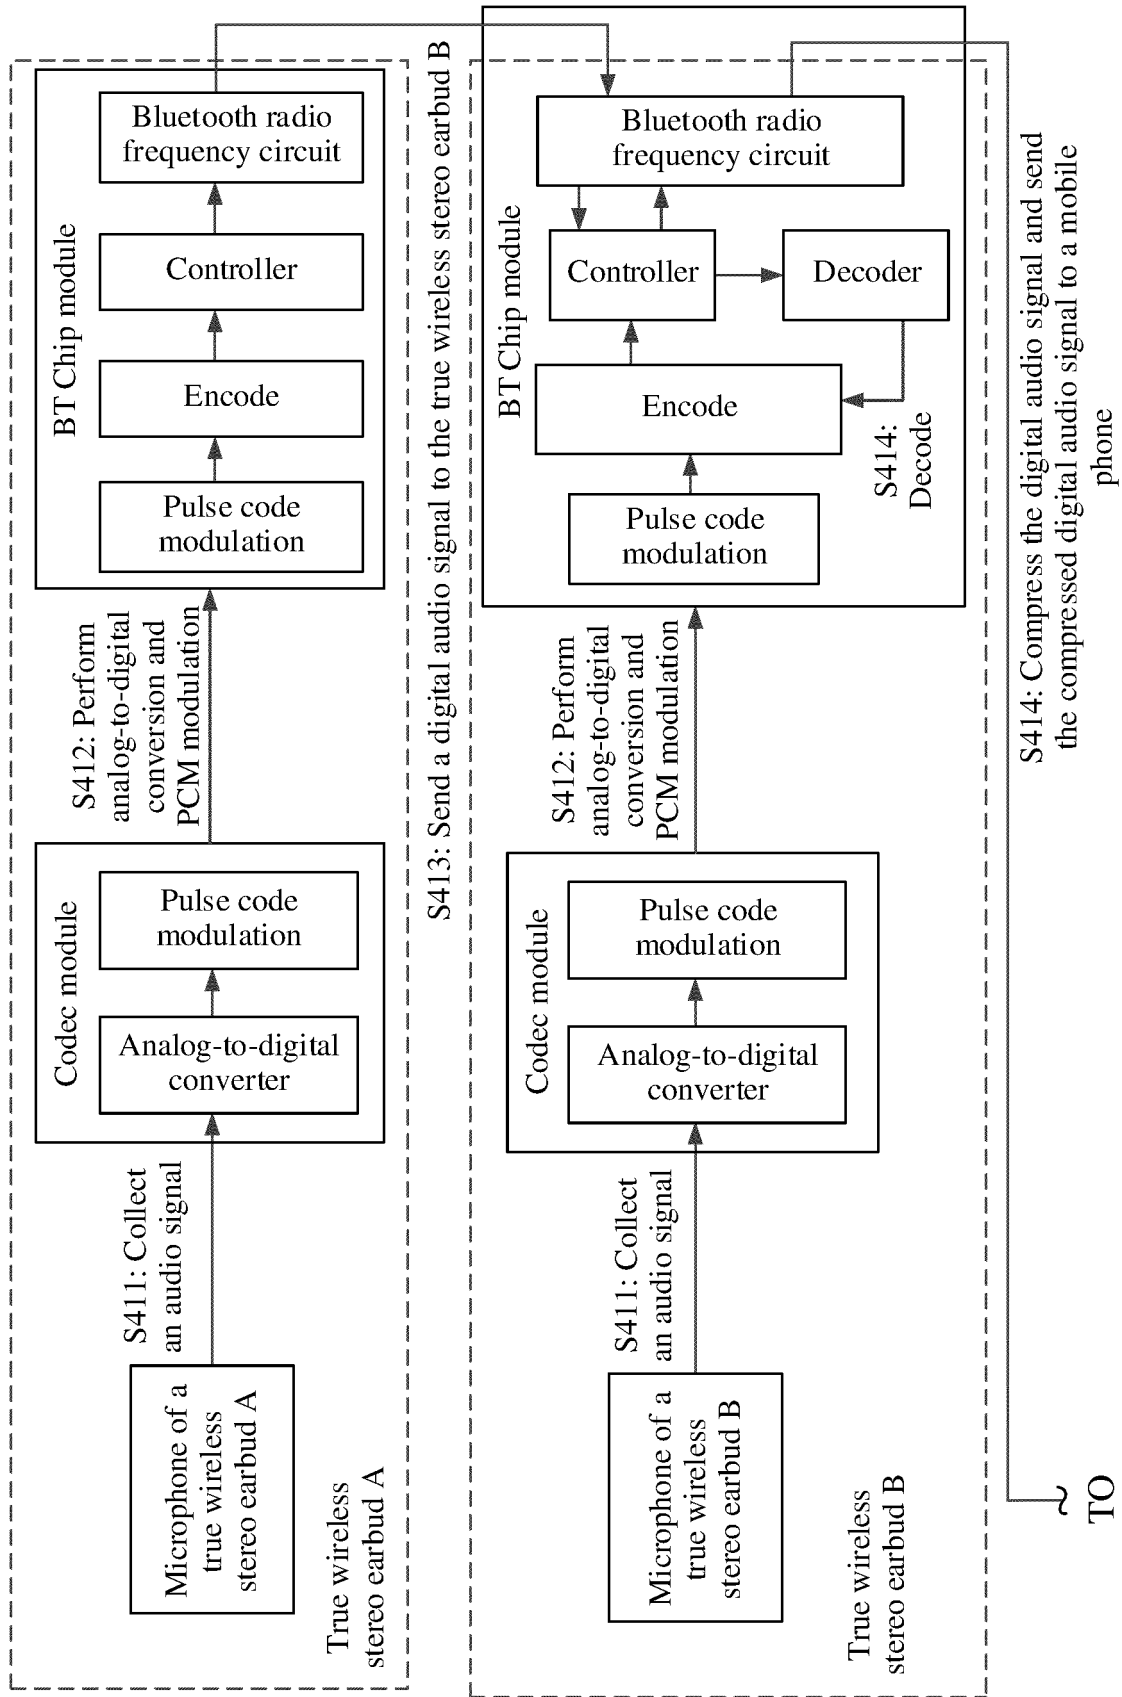 Bluetooth radio
frequency circuit
Controller
Encode
Pulse code
modulation
BT Chip module
S412: Perform
analog-to-digital
conversion and
PCM modulation
Codec module
Pulse code
modulation
Analog-to-digital
converter
S411: Collect
an audio signal
Microphone of a
true wireless
stereo earbud A
True wireless
stereo earbud A
S413: Send a digital audio signal to the true wireless stereo earbud B
Bluetooth radio
frequency circuit
Controller
Decoder
Encode
S414:
Decode
Pulse code
modulation
BT Chip module
S412: Perform
analog-to-digital
conversion and
PCM modulation
Codec module
Pulse code
modulation
Analog-to-digital
converter
S411: Collect
an audio signal
Microphone of a
true wireless
stereo earbud B
True wireless
stereo earbud B
S414: Compress the digital audio signal and send
the compressed digital audio signal to a mobile
phone
TO